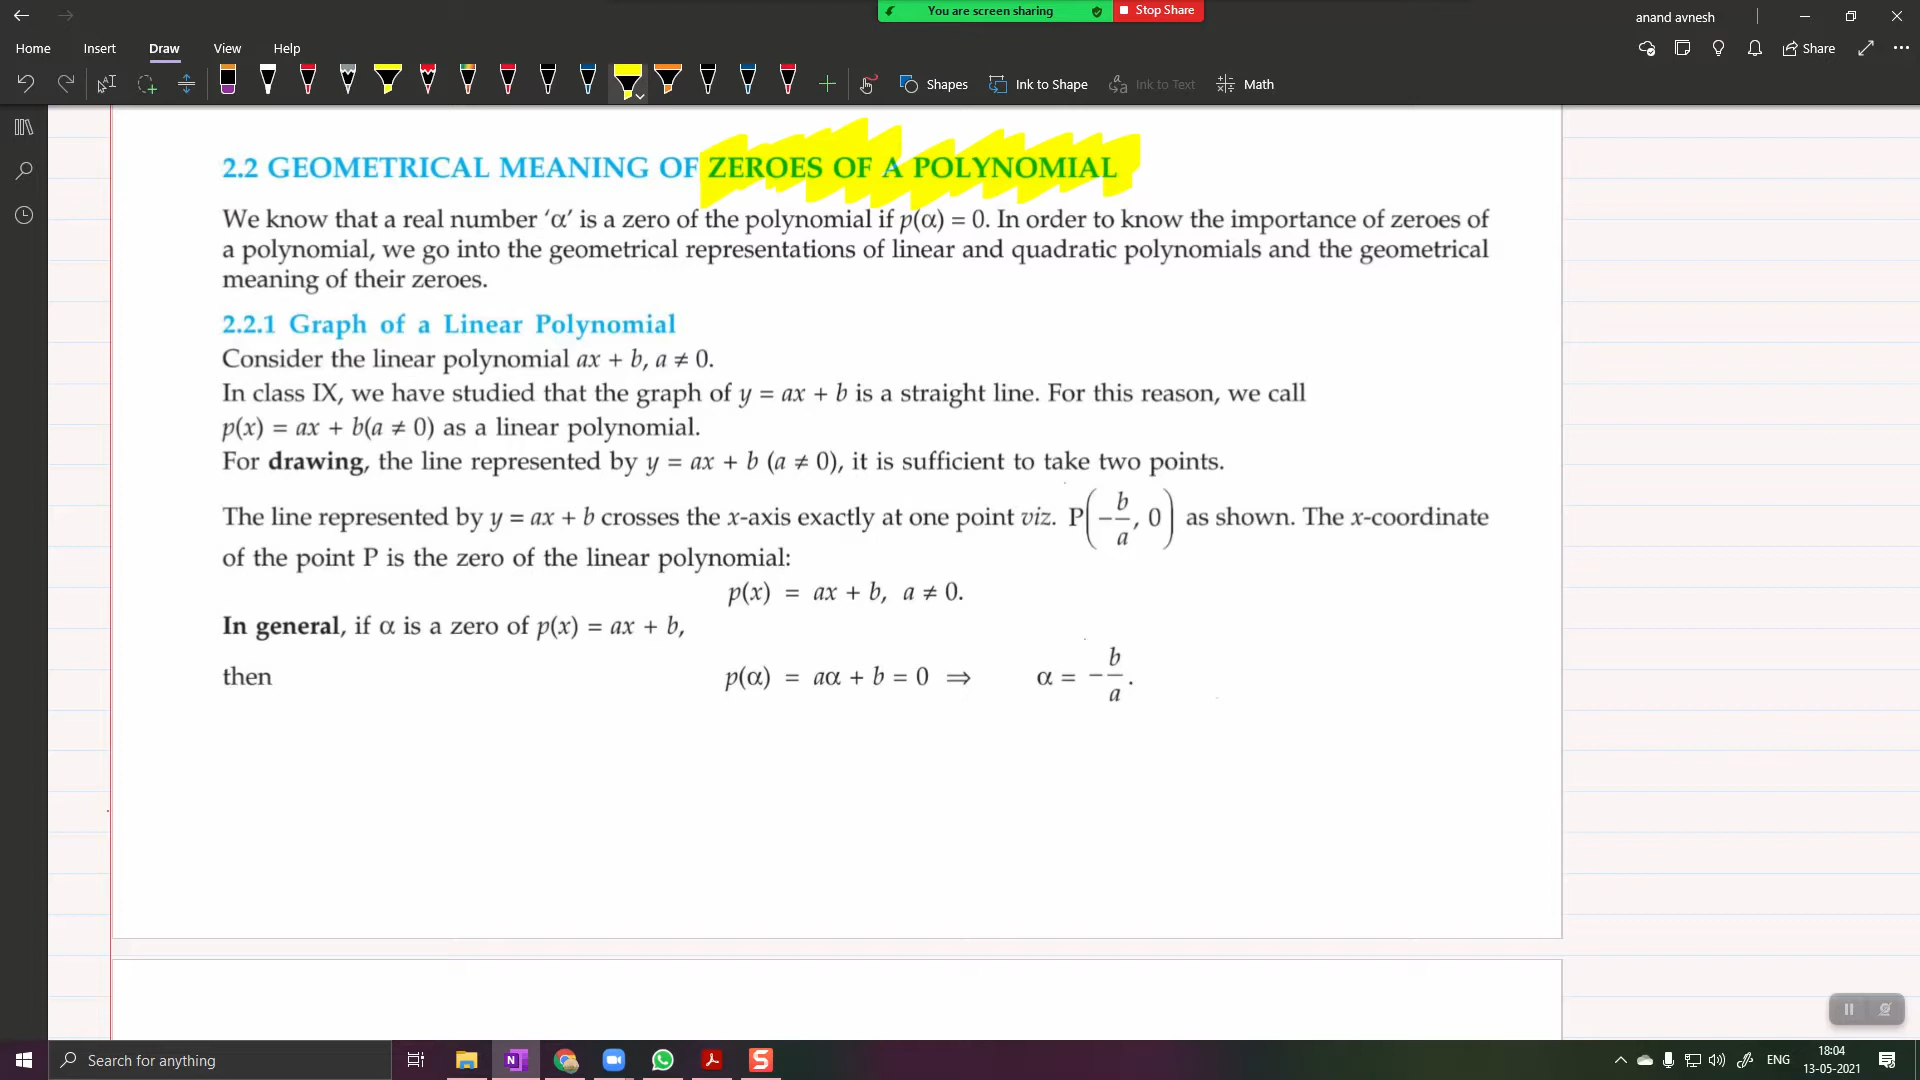 You are screen sharing
Stop Share
anand avnesh
Home
Insert
Draw
View
Help
Share
Shapes
Ink to Shape
Ink to Text
Math
2.2 GEOMETRICAL MEANING OF ZEROES OF A POLYNOMIAL
We know that a real number ‘α’ is a zero of the polynomial if p(α) = 0. In order to know the importance of zeroes of
a polynomial, we go into the geometrical representations of linear and quadratic polynomials and the geometrical
meaning of their zeroes.
2.2.1 Graph of a Linear Polynomial
Consider the linear polynomial ax + b, a ≠ 0.
In class IX, we have studied that the graph of y = ax + b is a straight line. For this reason, we call
p(x) = ax + b(a ≠ 0) as a linear polynomial.
For drawing, the line represented by y = ax + b (a ≠ 0), it is sufficient to take two points.
The line represented by y = ax + b crosses the x-axis exactly at one point viz. P(−b/a, 0) as shown. The x-coordinate
of the point P is the zero of the linear polynomial:
p(x) = ax + b, a ≠ 0.
In general, if α is a zero of p(x) = ax + b,
then p(α) = aα + b = 0 ⇒ α = −b/a.
Search for anything
ENG
18:04
13-05-2021